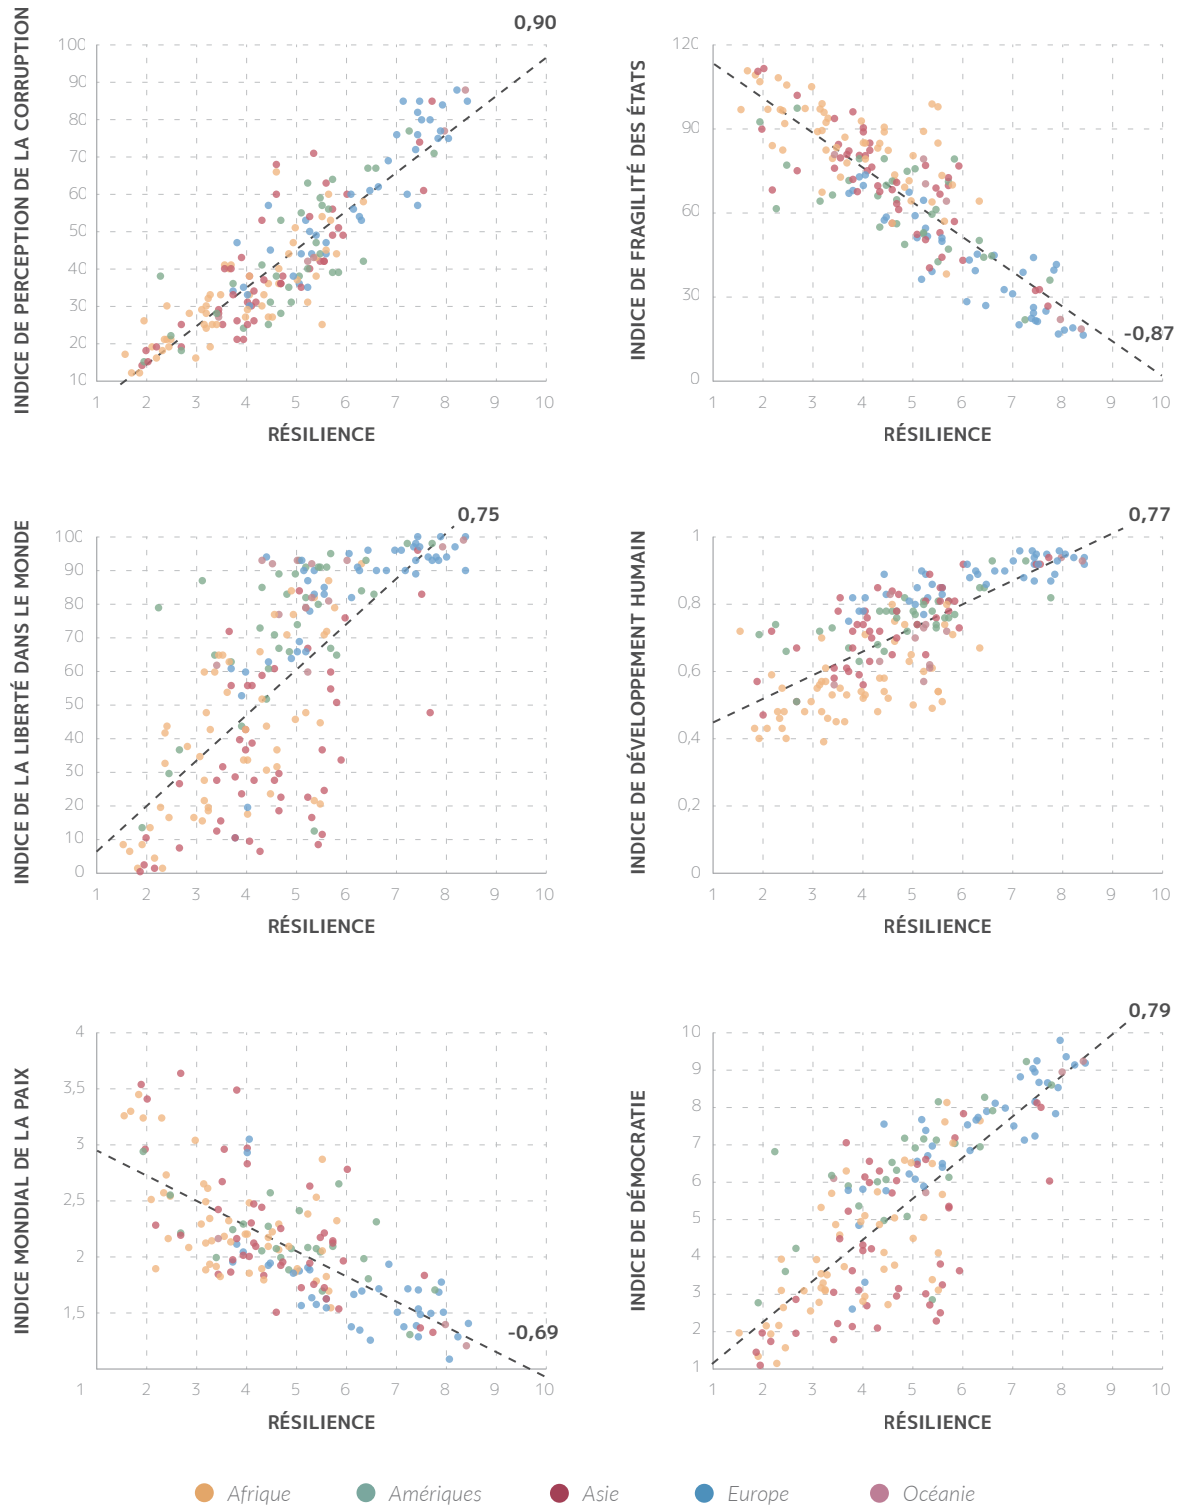 0,90
INDICE DE PERCEPTION DE LA CORRUPTION
100
90
80
70
60
50
40
30
20
10
1 2 3 4 5 6 7 8 9 10
RÉSILIENCE
INDICE DE FRAGILITÉ DES ÉTATS
120
90
60
30
0
-0,87
1 2 3 4 5 6 7 8 9 10
RÉSILIENCE
0,75
INDICE DE LA LIBERTÉ DANS LE MONDE
100
90
80
70
60
50
40
30
20
10
0
1 2 3 4 5 6 7 8 9 10
RÉSILIENCE
0,77
INDICE DE DÉVELOPPEMENT HUMAIN
1
0,8
0,6
0,4
0,2
0
1 2 3 4 5 6 7 8 9 10
RÉSILIENCE
INDICE MONDIAL DE LA PAIX
4
3,5
3
2,5
2
1,5
-0,69
1 2 3 4 5 6 7 8 9 10
RÉSILIENCE
0,79
INDICE DE DÉMOCRATIE
10
9
8
7
6
5
4
3
2
1
1 2 3 4 5 6 7 8 9 10
RÉSILIENCE
Afrique Amériques Asie Europe Océanie